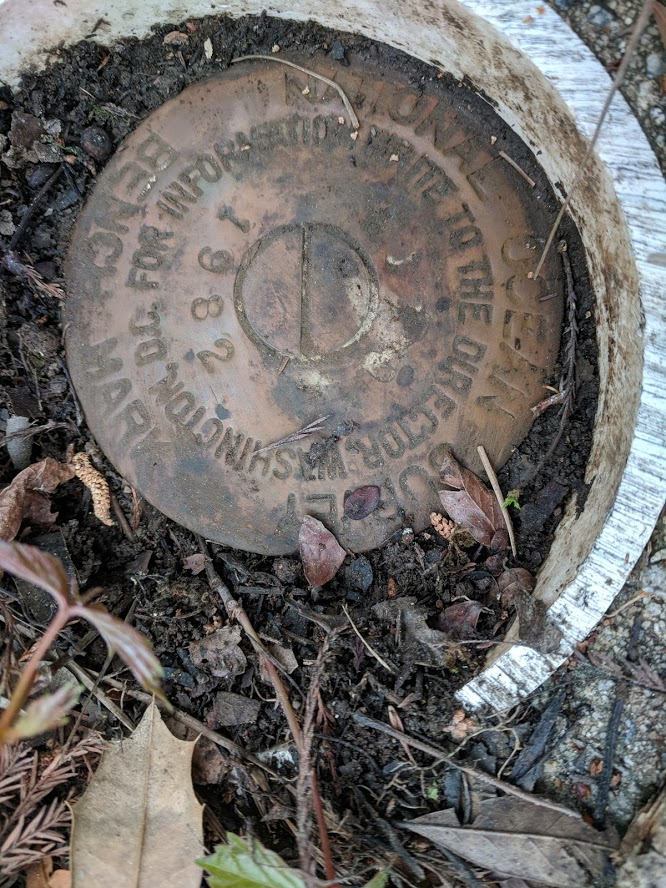 NATIONAL OCEAN SURVEY
BENCH MARK
FOR INFORMATION WRITE TO THE DIRECTOR, WASHINGTON, D.C.
1982